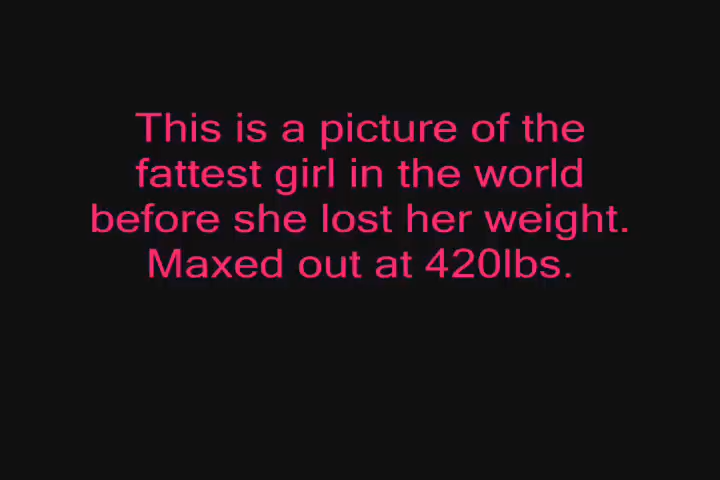 This is a picture of the
fattest girl in the world
before she lost her weight.
Maxed out at 420lbs.